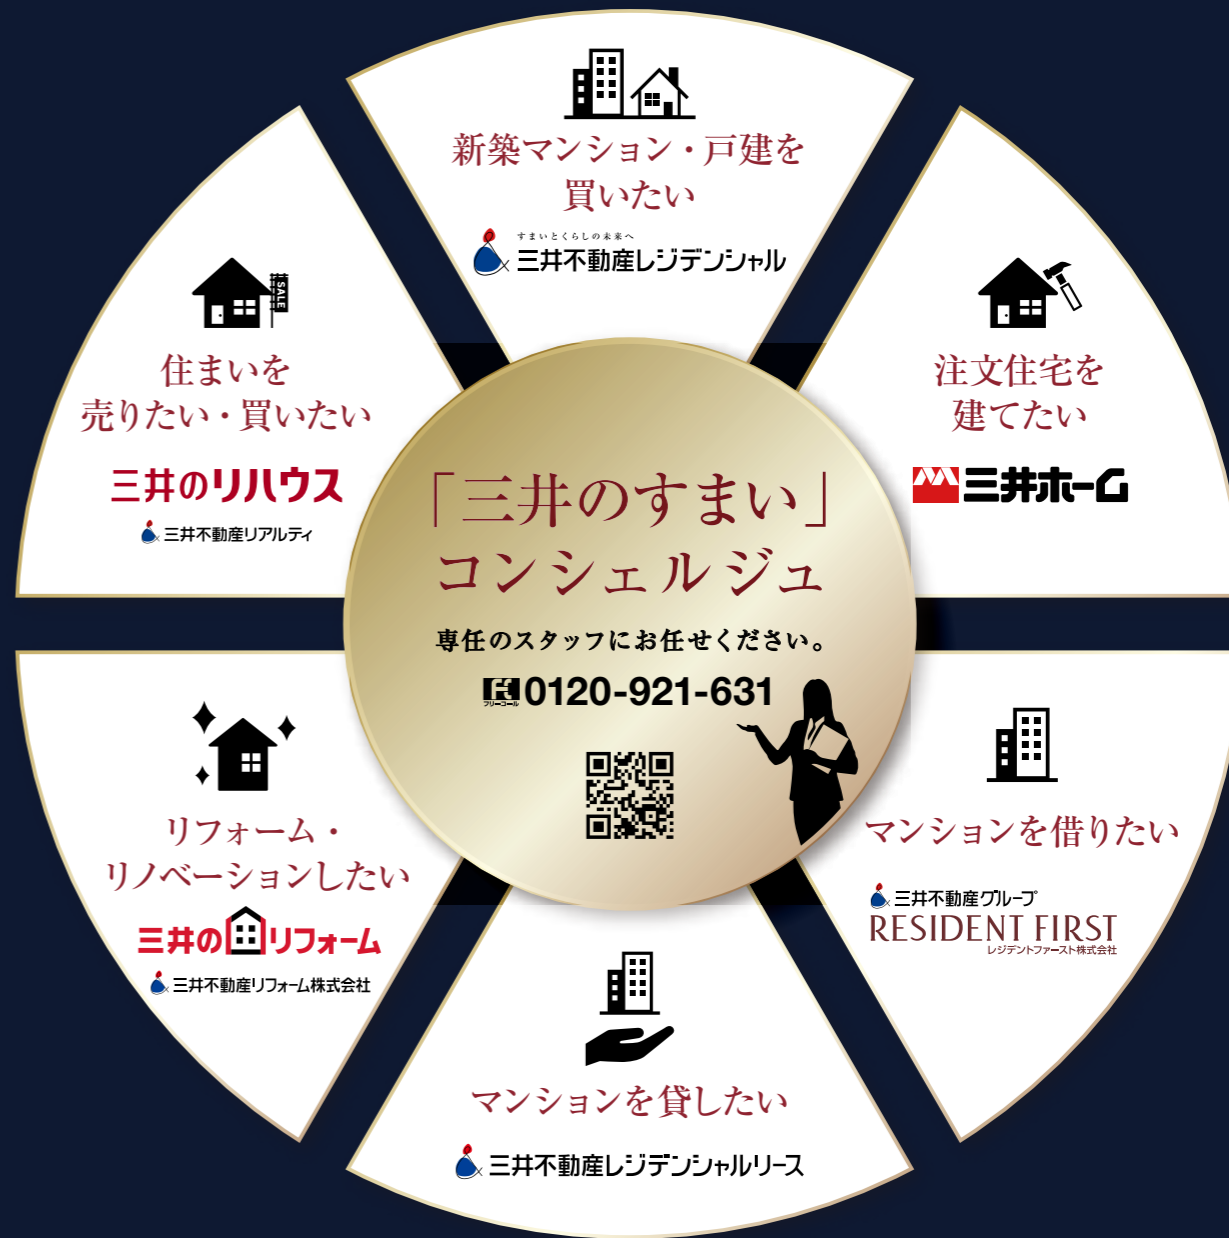 新築マンション・戸建を
買いたい
すまいとくらしの未来へ
三井不動産レジデンシャル
注文住宅を
建てたい
三井ホーム
マンションを借りたい
三井不動産グループ
RESIDENT FIRST
レジデントファースト株式会社
マンションを貸したい
三井不動産レジデンシャルリース
リフォーム・
リノベーションしたい
三井のリフォーム
三井不動産リフォーム株式会社
SALE
住まいを
売りたい・買いたい
三井のリハウス
三井不動産リアルティ
「三井のすまい」
コンシェルジュ
専任のスタッフにお任せください。
フリーコール
0120-921-631